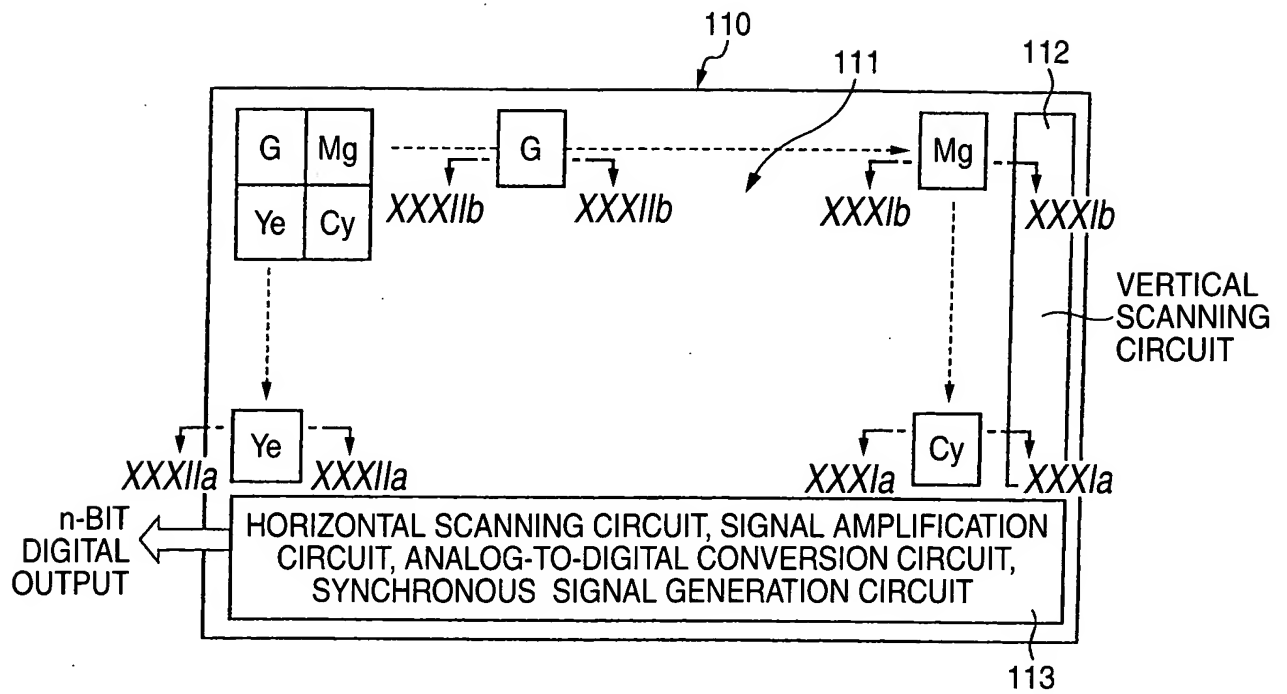 110
111
112
G Mg
G
Mg
Ye Cy
XXXIIb XXXIIb
XXXIb XXXIb
VERTICAL
SCANNING
CIRCUIT
Ye
Cy
XXXIIa XXXIIa
XXXIa XXXIa
n-BIT
DIGITAL
OUTPUT
HORIZONTAL SCANNING CIRCUIT, SIGNAL AMPLIFICATION
CIRCUIT, ANALOG-TO-DIGITAL CONVERSION CIRCUIT,
SYNCHRONOUS SIGNAL GENERATION CIRCUIT
113